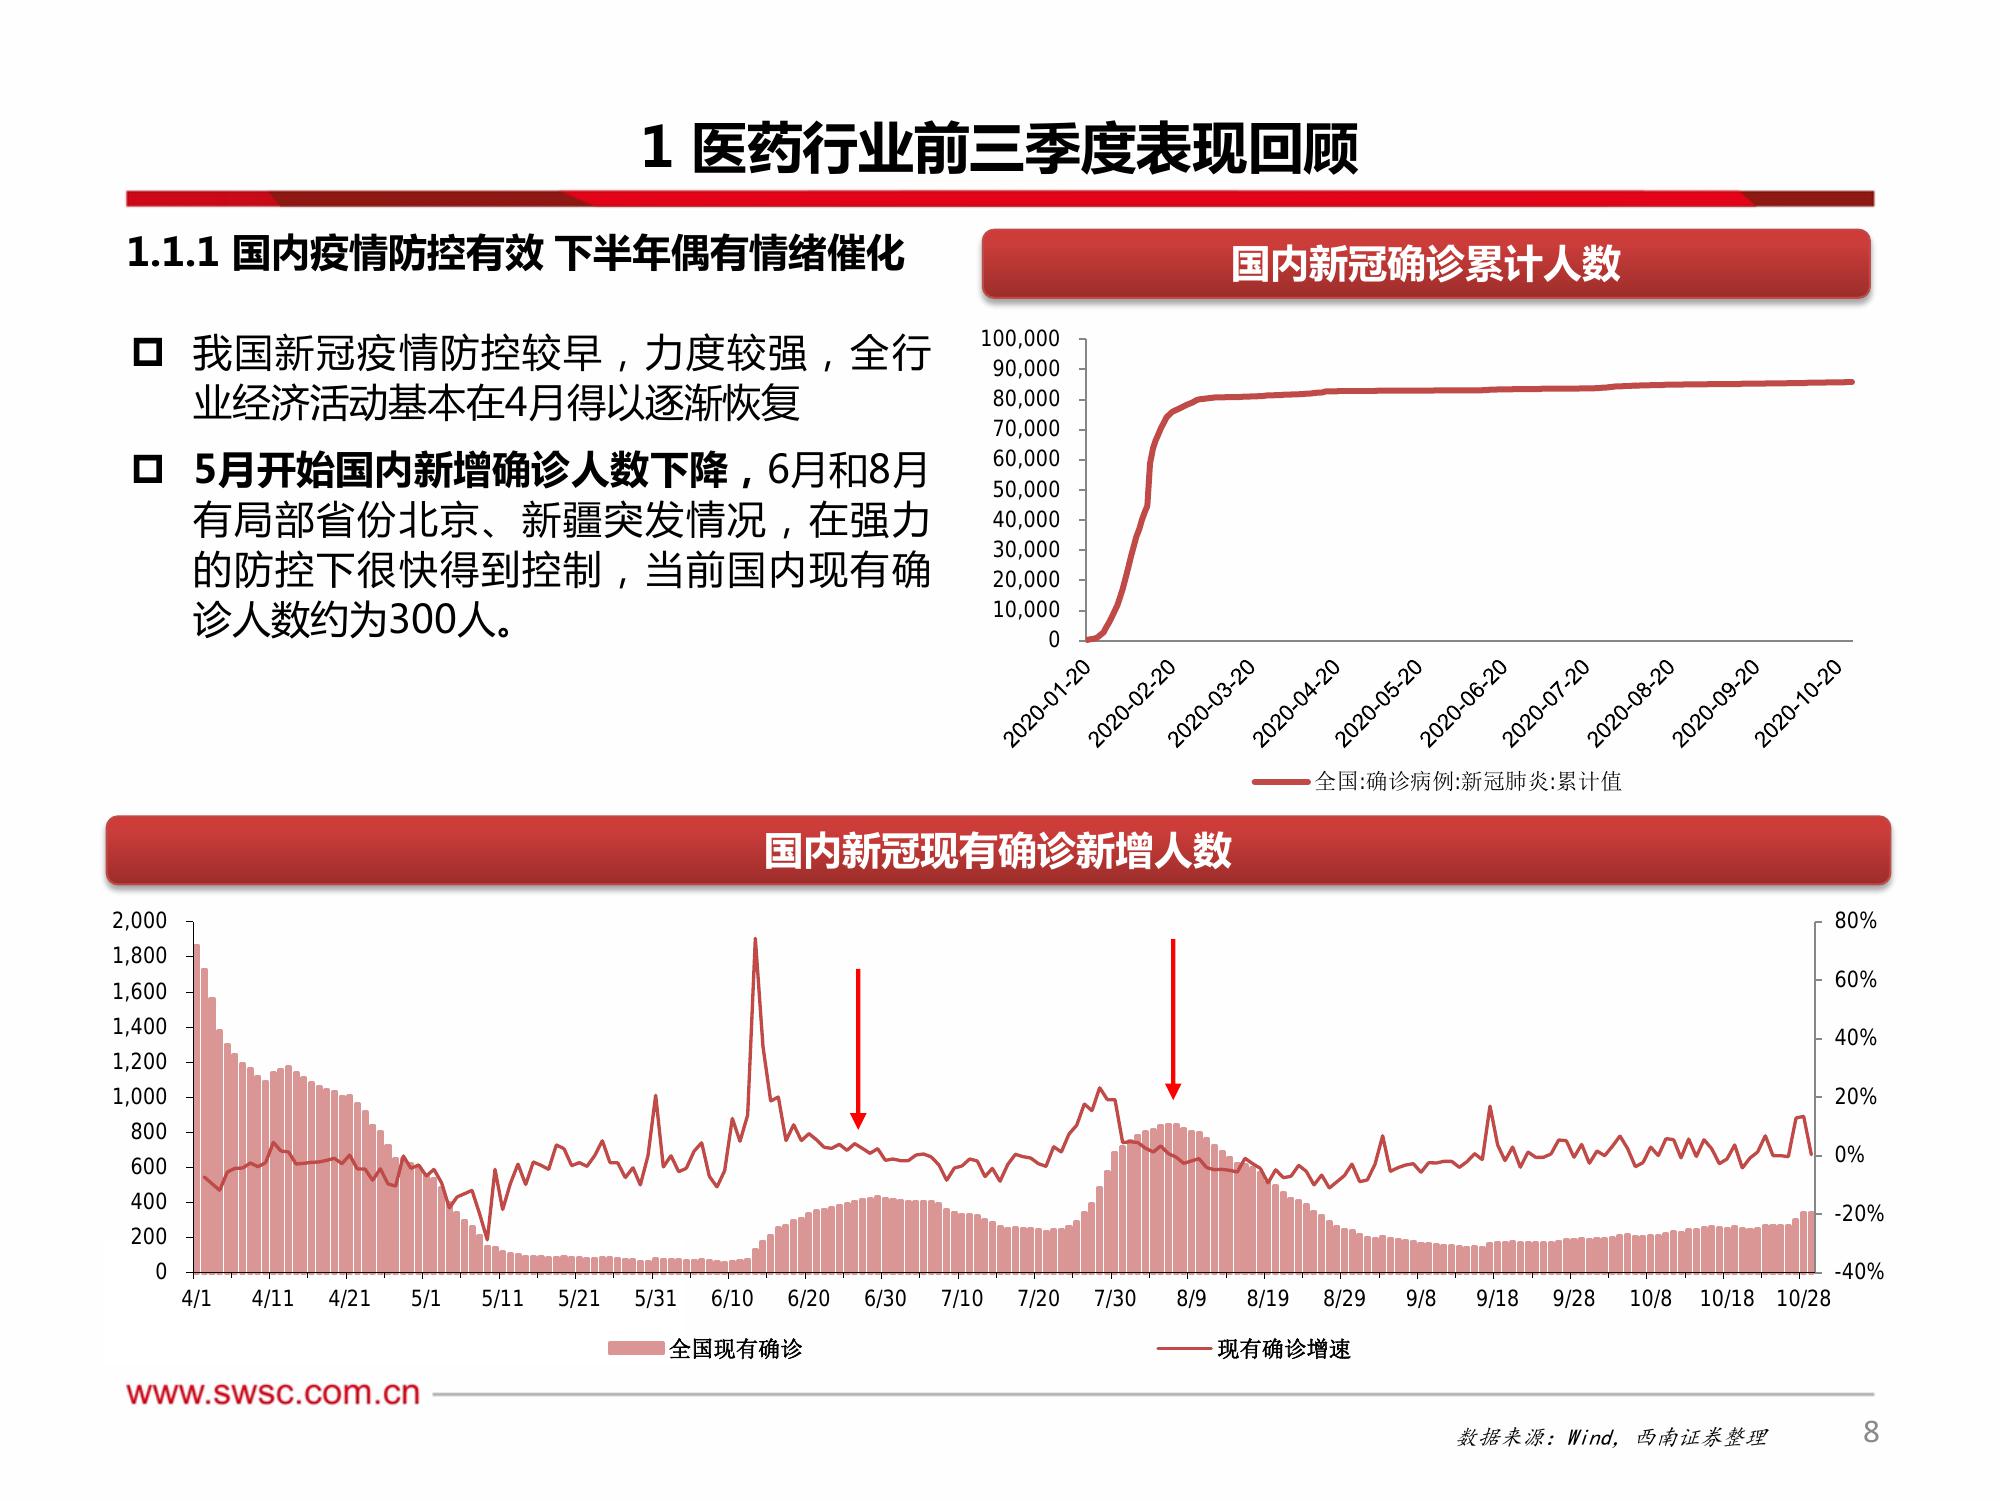 1 医药行业前三季度表现回顾
1.1.1 国内疫情防控有效 下半年偶有情绪催化
我国新冠疫情防控较早，力度较强，全行
业经济活动基本在4月得以逐渐恢复
5月开始国内新增确诊人数下降，6月和8月
有局部省份北京、新疆突发情况，在强力
的防控下很快得到控制，当前国内现有确
诊人数约为300人。
国内新冠确诊累计人数
100,000
90,000
80,000
70,000
60,000
50,000
40,000
30,000
20,000
10,000
0
2020-01-20
2020-02-20
2020-03-20
2020-04-20
2020-05-20
2020-06-20
2020-07-20
2020-08-20
2020-09-20
2020-10-20
全国:确诊病例:新冠肺炎:累计值
国内新冠现有确诊新增人数
2,000
1,800
1,600
1,400
1,200
1,000
800
600
400
200
0
80%
60%
40%
20%
0%
-20%
-40%
4/1 4/11 4/21 5/1 5/11 5/21 5/31 6/10 6/20 6/30 7/10 7/20 7/30 8/9 8/19 8/29 9/8 9/18 9/28 10/8 10/18 10/28
全国现有确诊 现有确诊增速
www.swsc.com.cn
数据来源：Wind，西南证券整理
8